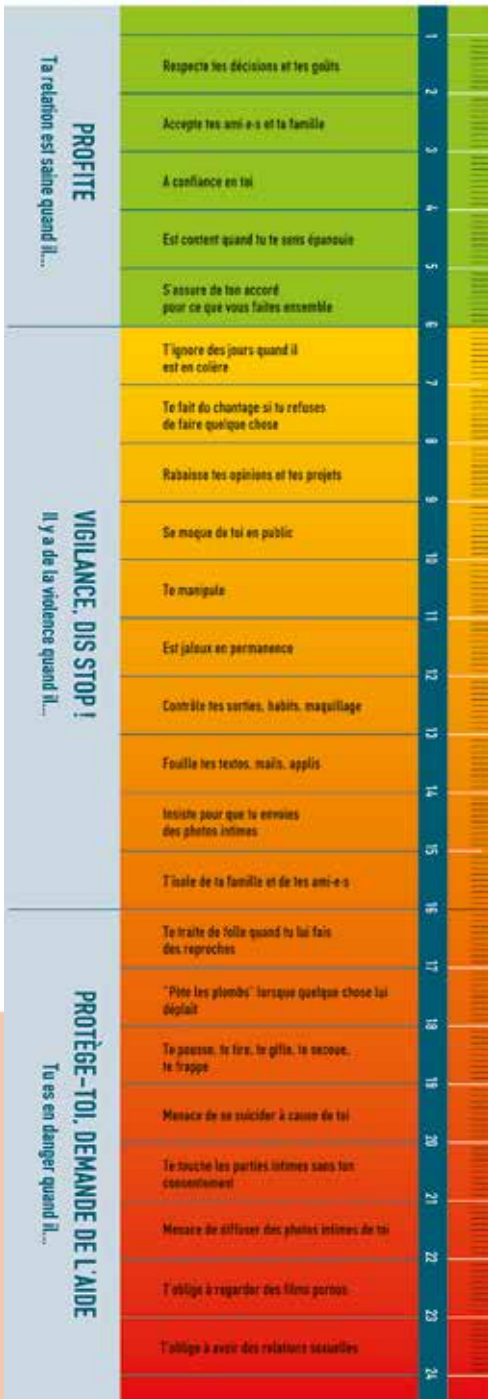 PROFITE
Ta relation est saine quand il...
1
Respecte tes décisions et tes goûts
2
Accepte tes ami-e-s et ta famille
3
A confiance en toi
4
Est content quand tu te sens épanouie
5
S'assure de ton accord
pour ce que vous faites ensemble
6
VIGILANCE, DIS STOP !
Il y a de la violence quand il...
T'ignore des jours quand il
est en colère
7
Te fait du chantage si tu refuses
de faire quelque chose
8
Rabaisse tes opinions et tes projets
9
Se moque de toi en public
10
Te manipule
11
Est jaloux en permanence
12
Contrôle tes sorties, habits, maquillage
13
Fouille tes textos, mails, applis
14
Insiste pour que tu envoies
des photos intimes
15
T'isole de ta famille et de tes ami-e-s
16
PROTÈGE-TOI, DEMANDE DE L'AIDE
Tu es en danger quand il...
Te traite de folle quand tu lui fais
des reproches
17
"Pète les plombs" lorsque quelque chose lui
déplait
18
Te pousse, te tire, te gifle, te secoue,
te frappe
19
Menace de se suicider à cause de toi
20
Te touche les parties intimes sans ton
consentement
21
Menace de diffuser des photos intimes de toi
22
T'oblige à regarder des films pornos
23
T'oblige à avoir des relations sexuelles
24